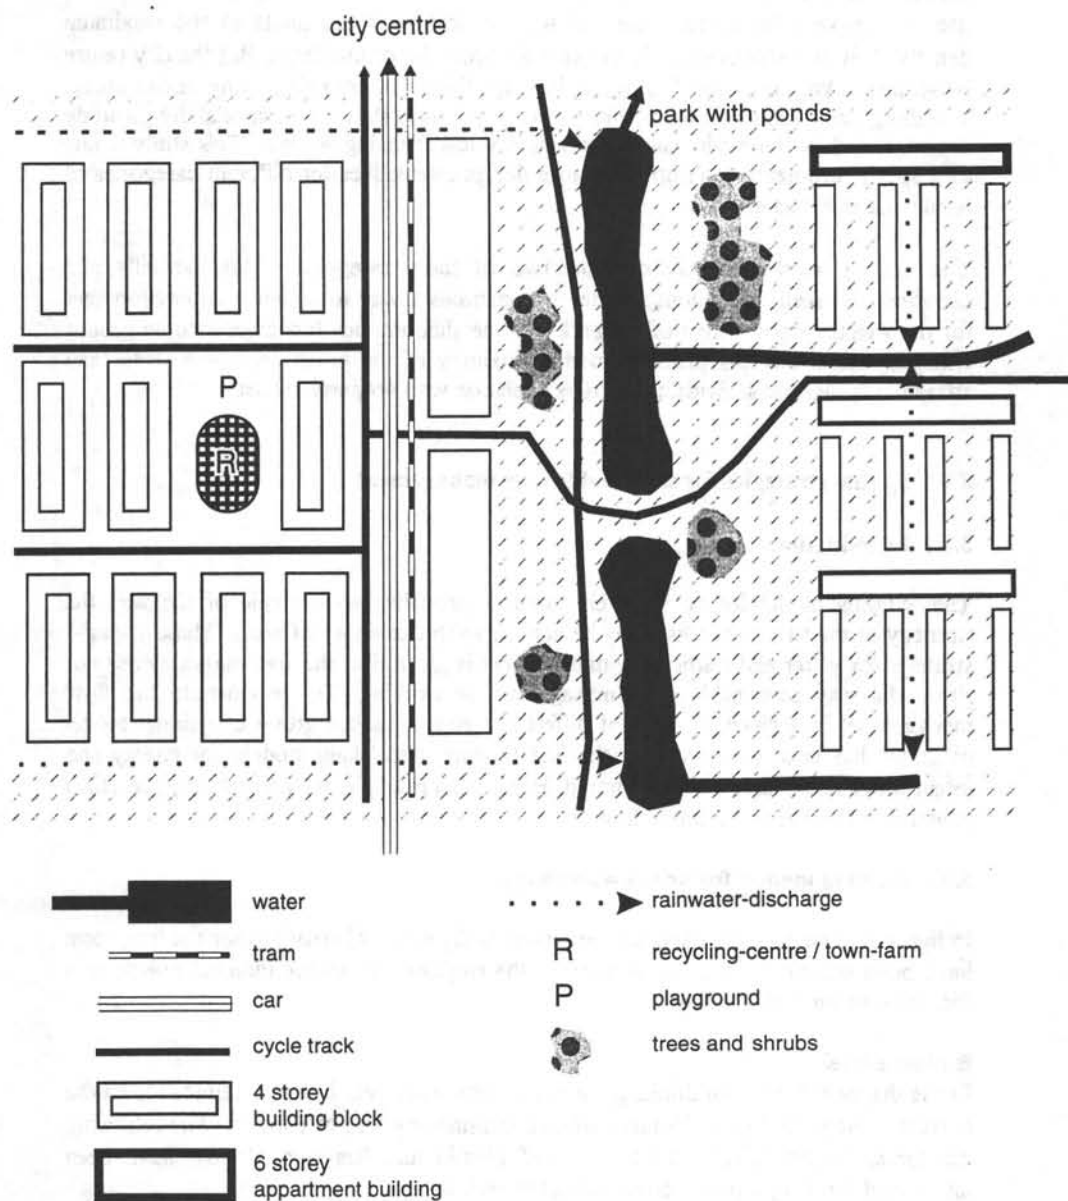 city centre
park with ponds
P
R
water
tram
car
cycle track
4 storey
building block
6 storey
appartment building
rainwater-discharge
R recycling-centre / town-farm
P playground
trees and shrubs